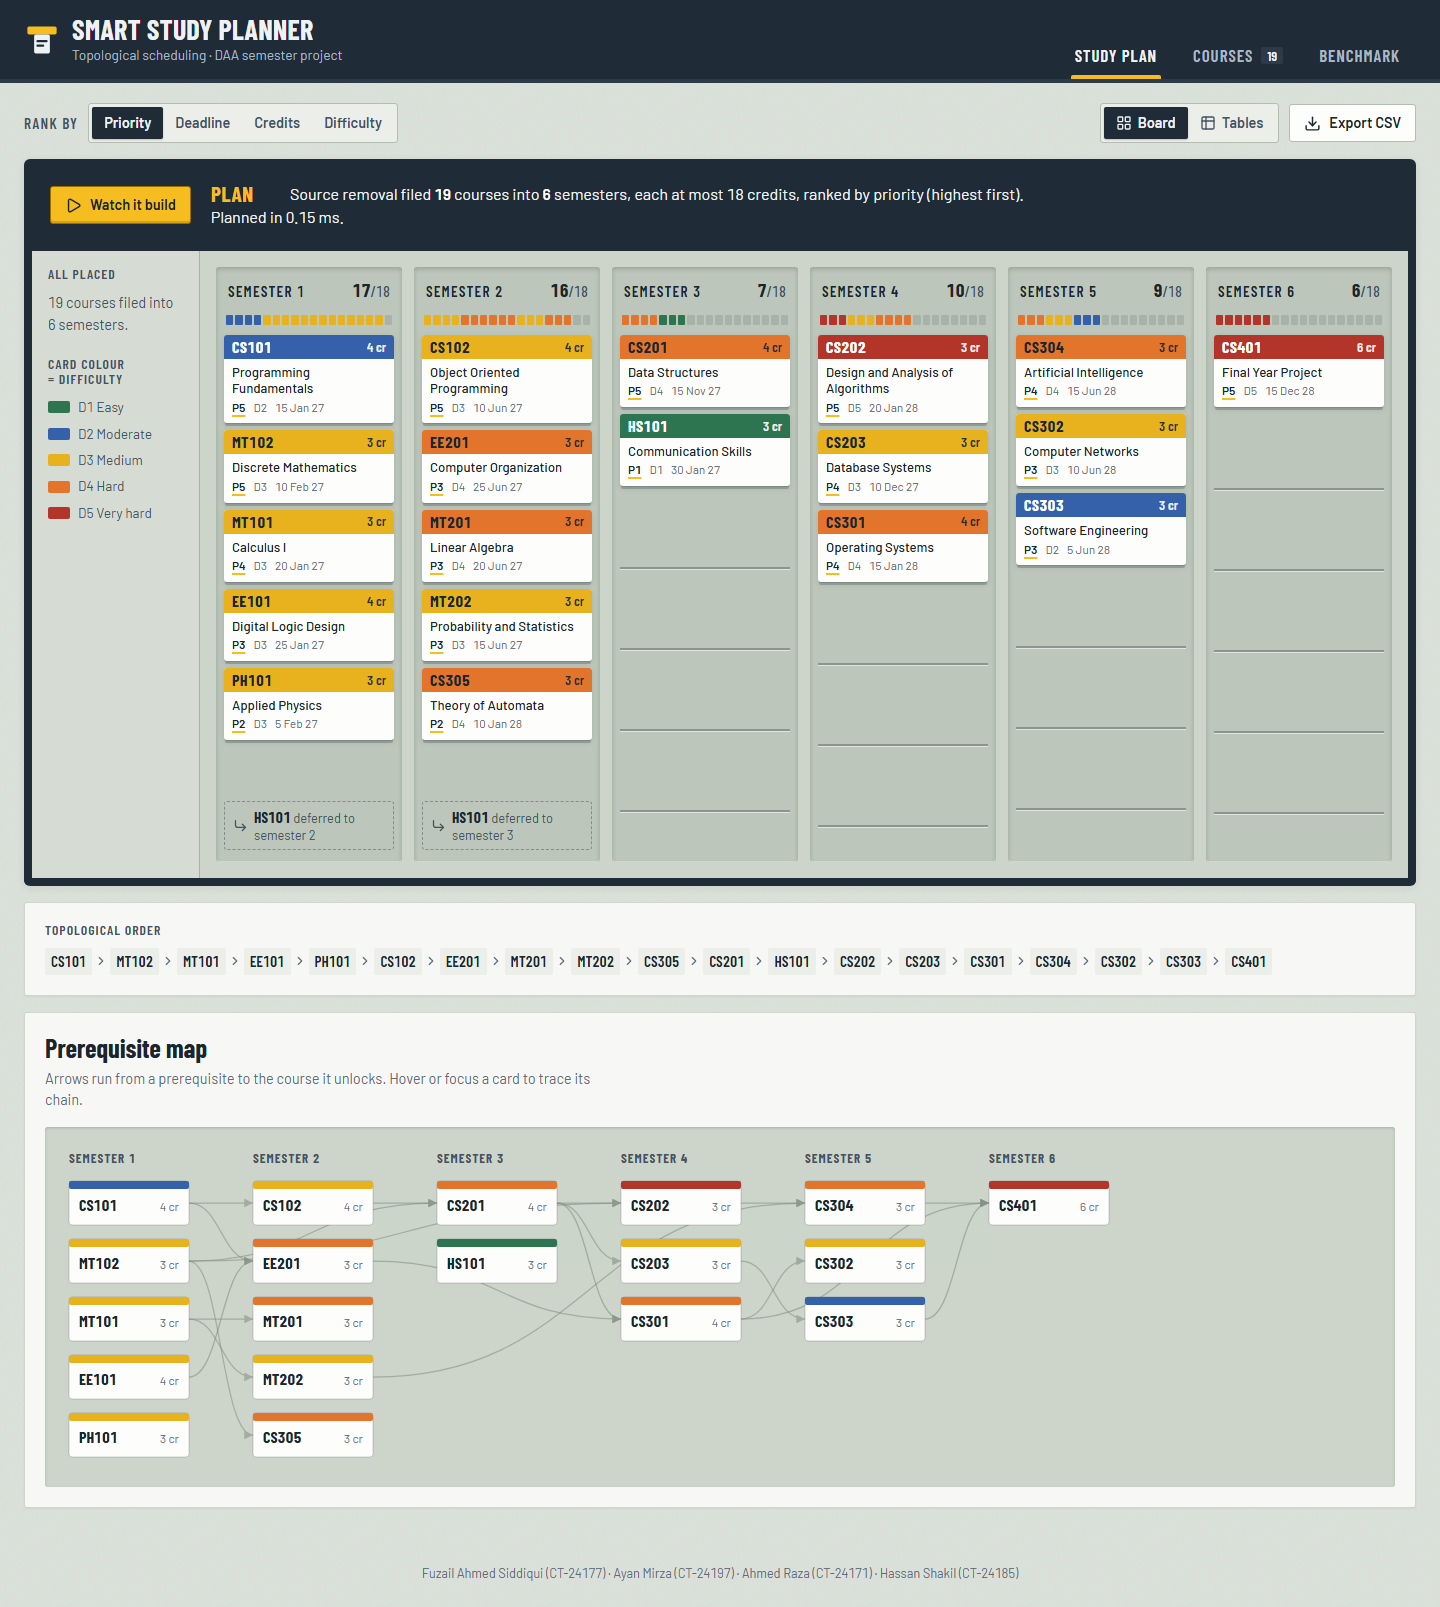 SMART STUDY PLANNER
Topological scheduling · DAA semester project
STUDY PLAN
COURSES 19
BENCHMARK
RANK BY
Priority
Deadline
Credits
Difficulty
Board
Tables
Export CSV
Watch it build
PLAN Source removal filed 19 courses into 6 semesters, each at most 18 credits, ranked by priority (highest first).
Planned in 0.15 ms.
ALL PLACED
19 courses filed into
6 semesters.
CARD COLOUR
= DIFFICULTY
D1 Easy
D2 Moderate
D3 Medium
D4 Hard
D5 Very hard
SEMESTER 1 17/18
CS101 4 cr
Programming
Fundamentals
P5 D2 15 Jan 27
MT102 3 cr
Discrete Mathematics
P5 D3 10 Feb 27
MT101 3 cr
Calculus I
P4 D3 20 Jan 27
EE101 4 cr
Digital Logic Design
P3 D3 25 Jan 27
PH101 3 cr
Applied Physics
P2 D3 5 Feb 27
HS101 deferred to
semester 2
SEMESTER 2 16/18
CS102 4 cr
Object Oriented
Programming
P5 D3 10 Jun 27
EE201 3 cr
Computer Organization
P3 D4 25 Jun 27
MT201 3 cr
Linear Algebra
P3 D4 20 Jun 27
MT202 3 cr
Probability and Statistics
P3 D3 15 Jun 27
CS305 3 cr
Theory of Automata
P2 D4 10 Jan 28
HS101 deferred to
semester 3
SEMESTER 3 7/18
CS201 4 cr
Data Structures
P5 D4 15 Nov 27
HS101 3 cr
Communication Skills
P1 D1 30 Jan 27
SEMESTER 4 10/18
CS202 3 cr
Design and Analysis of
Algorithms
P5 D5 20 Jan 28
CS203 3 cr
Database Systems
P4 D3 10 Dec 27
CS301 4 cr
Operating Systems
P4 D4 15 Jan 28
SEMESTER 5 9/18
CS304 3 cr
Artificial Intelligence
P4 D4 15 Jun 28
CS302 3 cr
Computer Networks
P3 D3 10 Jun 28
CS303 3 cr
Software Engineering
P3 D2 5 Jun 28
SEMESTER 6 6/18
CS401 6 cr
Final Year Project
P5 D5 15 Dec 28
TOPOLOGICAL ORDER
CS101 > MT102 > MT101 > EE101 > PH101 > CS102 > EE201 > MT201 > MT202 > CS305 > CS201 > HS101 > CS202 > CS203 > CS301 > CS304 > CS302 > CS303 > CS401
Prerequisite map
Arrows run from a prerequisite to the course it unlocks. Hover or focus a card to trace its
chain.
SEMESTER 1 SEMESTER 2 SEMESTER 3 SEMESTER 4 SEMESTER 5 SEMESTER 6
CS101 4 cr CS102 4 cr CS201 4 cr CS202 3 cr CS304 3 cr CS401 6 cr
MT102 3 cr EE201 3 cr HS101 3 cr CS203 3 cr CS302 3 cr
MT101 3 cr MT201 3 cr CS301 4 cr CS303 3 cr
EE101 4 cr MT202 3 cr
PH101 3 cr CS305 3 cr
Fuzail Ahmed Siddiqui (CT-24177) · Ayan Mirza (CT-24197) · Ahmed Raza (CT-24171) · Hassan Shakil (CT-24185)